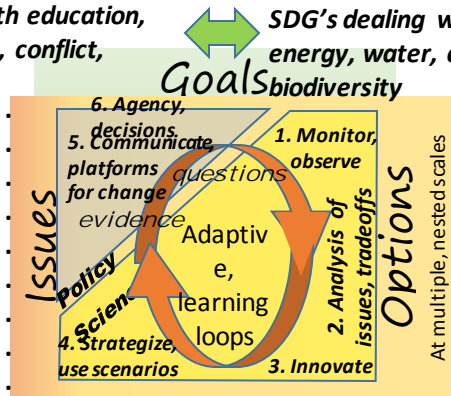 th education,
, conflict,
SDG's dealing w
energy, water,
biodiversity
Goals
6. Agency,
decisions
5. Communicate,
platforms
for change
questions
evidence
1. Monitor,
observe
2. Analysis of
issues, tradeoffs
3. Innovate
4. Strategize,
use scenarios
Adaptiv
e,
learning
loops
Policy
Science
Issues
Options
At multiple, nested scales